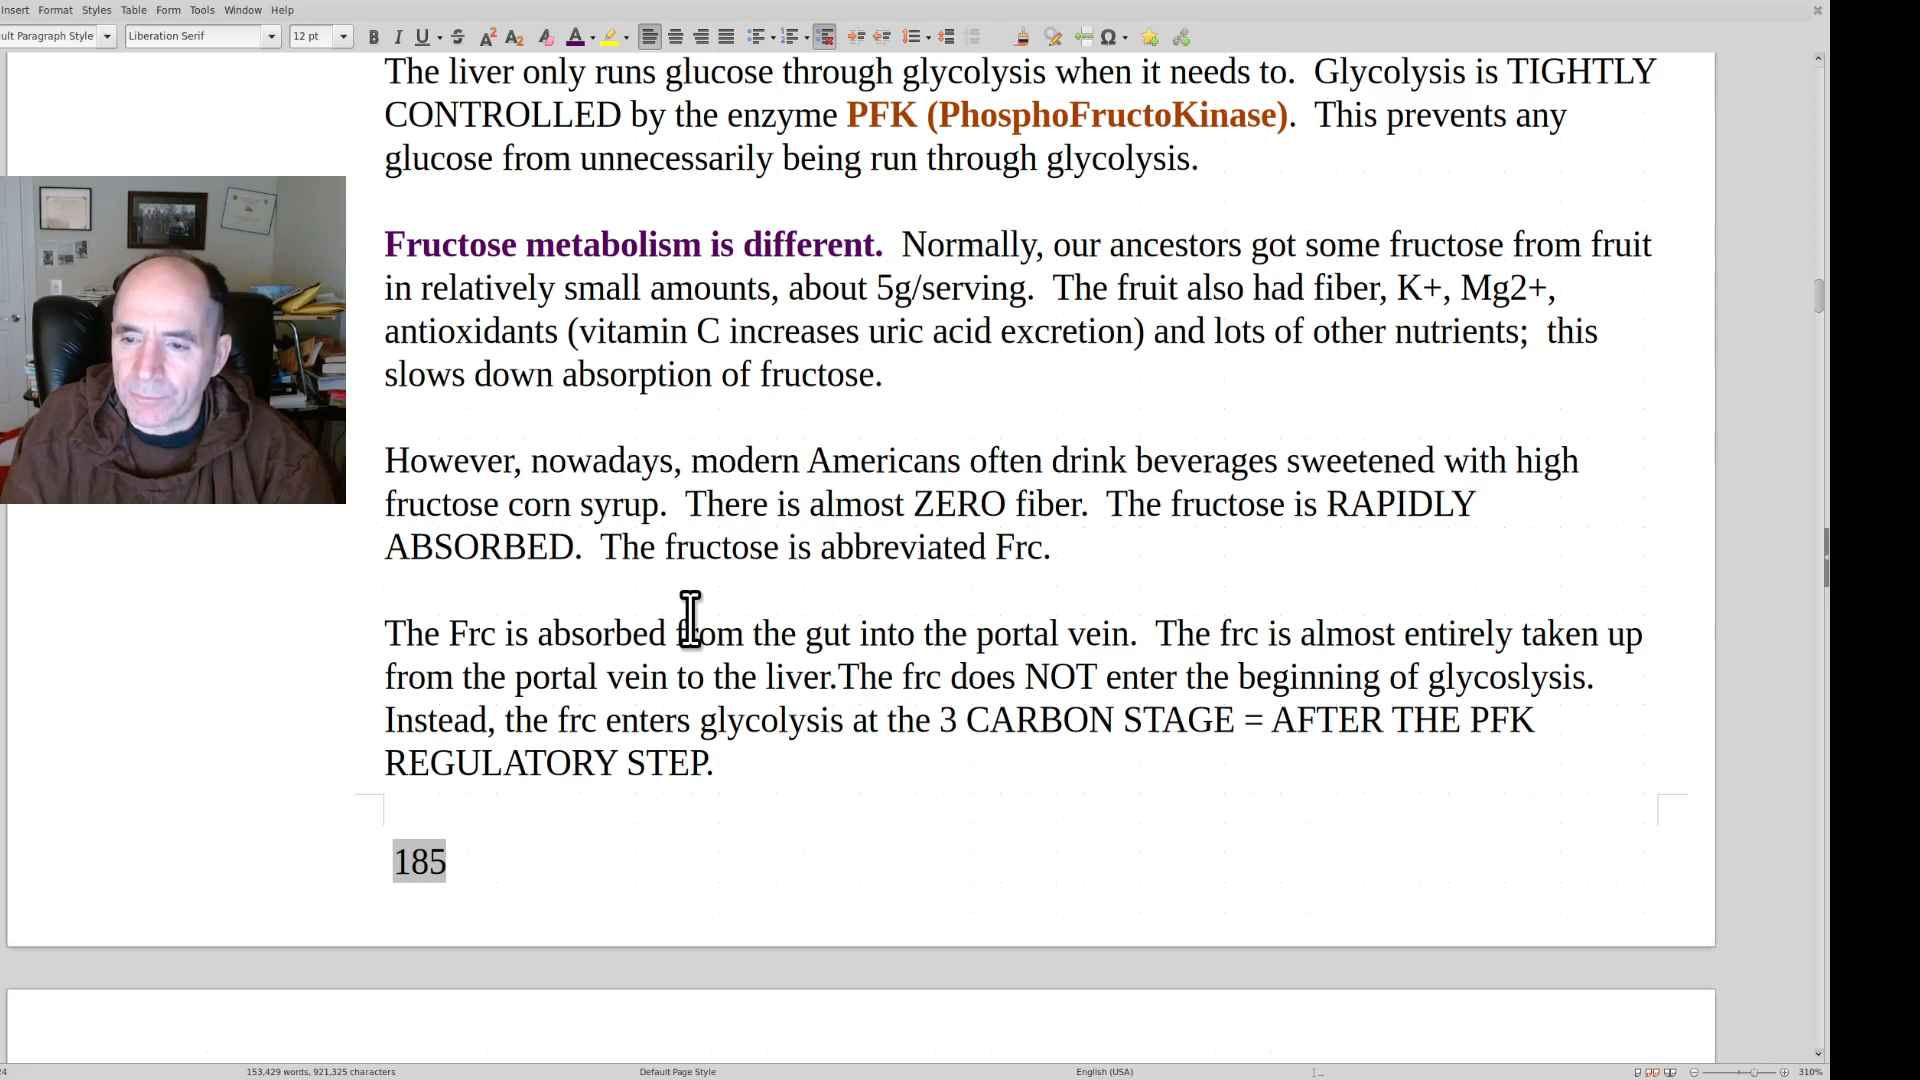 Insert Format Styles Table Form Tools Window Help
ult Paragraph Style Liberation Serif 12 pt
The liver only runs glucose through glycolysis when it needs to. Glycolysis is TIGHTLY
CONTROLLED by the enzyme PFK (PhosphoFructoKinase). This prevents any
glucose from unnecessarily being run through glycolysis.
Fructose metabolism is different. Normally, our ancestors got some fructose from fruit
in relatively small amounts, about 5g/serving. The fruit also had fiber, K+, Mg2+,
antioxidants (vitamin C increases uric acid excretion) and lots of other nutrients; this
slows down absorption of fructose.
However, nowadays, modern Americans often drink beverages sweetened with high
fructose corn syrup. There is almost ZERO fiber. The fructose is RAPIDLY
ABSORBED. The fructose is abbreviated Frc.
The Frc is absorbed from the gut into the portal vein. The frc is almost entirely taken up
from the portal vein to the liver.The frc does NOT enter the beginning of glycoslysis.
Instead, the frc enters glycolysis at the 3 CARBON STAGE = AFTER THE PFK
REGULATORY STEP.
185
24 153,429 words, 921,325 characters Default Page Style English (USA) 310%